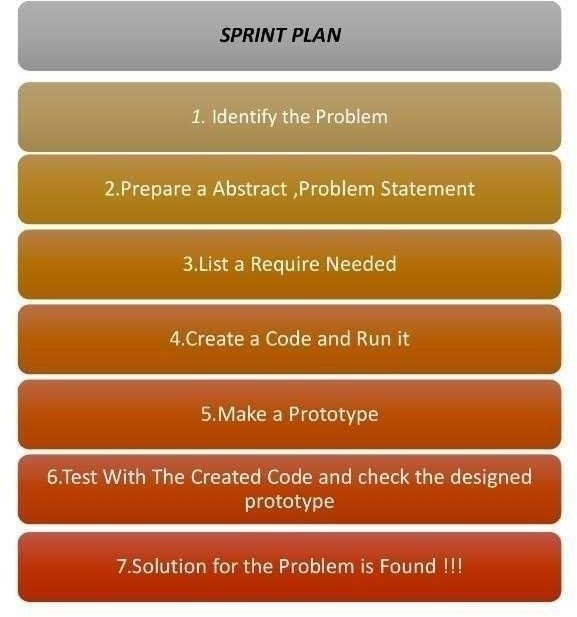 SPRINT PLAN
1. Identify the Problem
2.Prepare a Abstract ,Problem Statement
3.List a Require Needed
4.Create a Code and Run it
5.Make a Prototype
6.Test With The Created Code and check the designed
prototype
7.Solution for the Problem is Found !!!